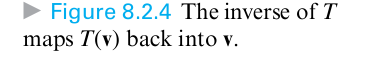 ▶ Figure 8.2.4 The inverse of T
maps T(v) back into v.